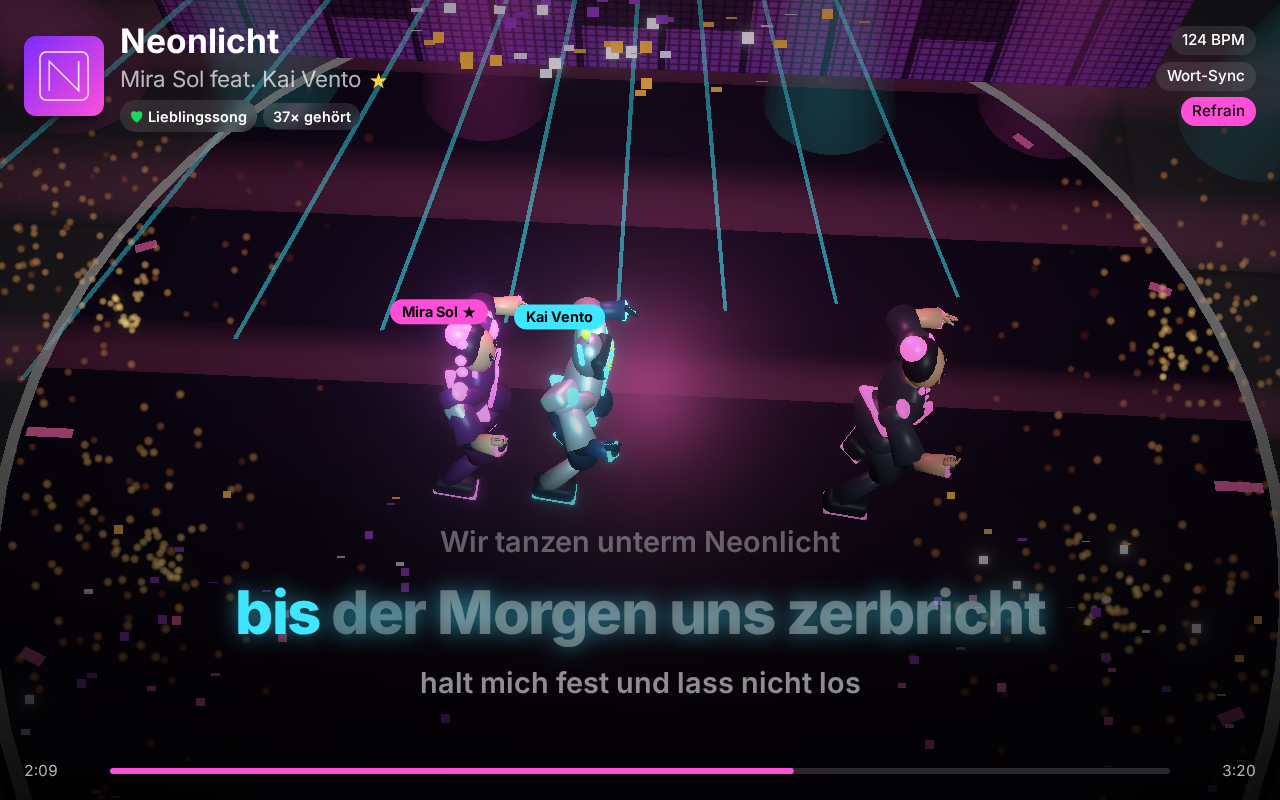 Neonlicht
Mira Sol feat. Kai Vento ★
Lieblingssong
37× gehört
124 BPM
Wort-Sync
Refrain
N
Mira Sol ★
Kai Vento
Wir tanzen unterm Neonlicht
bis der Morgen uns zerbricht
halt mich fest und lass nicht los
2:09
3:20